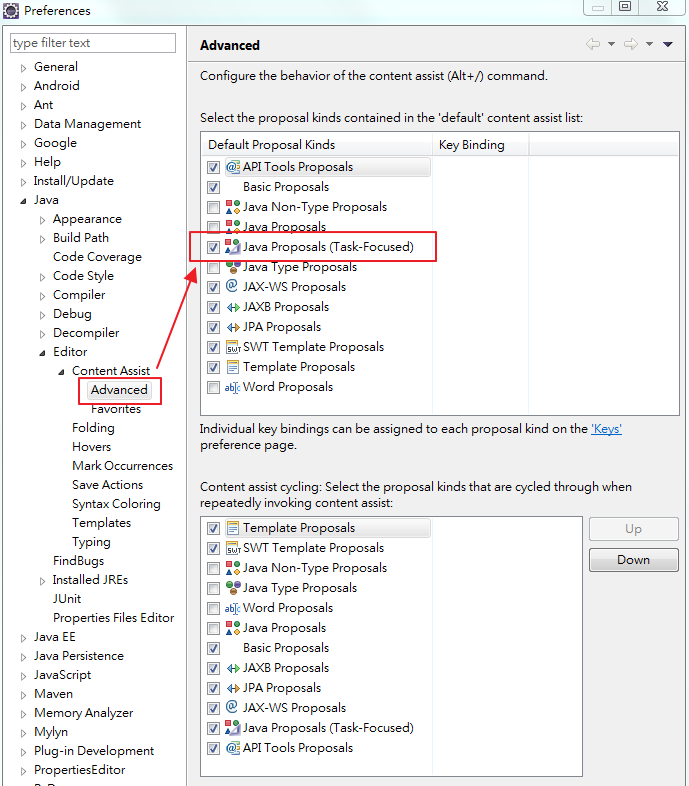 Preferences
type filter text
General
Android
Ant
Data Management
Google
Help
Install/Update
Java
Appearance
Build Path
Code Coverage
Code Style
Compiler
Debug
Decompiler
Editor
Content Assist
Advanced
Favorites
Folding
Hovers
Mark Occurrences
Save Actions
Syntax Coloring
Templates
Typing
FindBugs
Installed JREs
JUnit
Properties Files Editor
Java EE
Java Persistence
JavaScript
Maven
Memory Analyzer
Mylyn
Plug-in Development
PropertiesEditor
Advanced
Configure the behavior of the content assist (Alt+/) command.
Select the proposal kinds contained in the 'default' content assist list:
Default Proposal Kinds Key Binding
API Tools Proposals
Basic Proposals
Java Non-Type Proposals
Java Proposals
Java Proposals (Task-Focused)
Java Type Proposals
JAX-WS Proposals
JAXB Proposals
JPA Proposals
SWT Template Proposals
Template Proposals
Word Proposals
Individual key bindings can be assigned to each proposal kind on the 'Keys'
preference page.
Content assist cycling: Select the proposal kinds that are cycled through when
repeatedly invoking content assist:
Template Proposals
SWT Template Proposals
Java Non-Type Proposals
Java Type Proposals
Word Proposals
Java Proposals
Basic Proposals
JAXB Proposals
JPA Proposals
JAX-WS Proposals
Java Proposals (Task-Focused)
API Tools Proposals
Up
Down